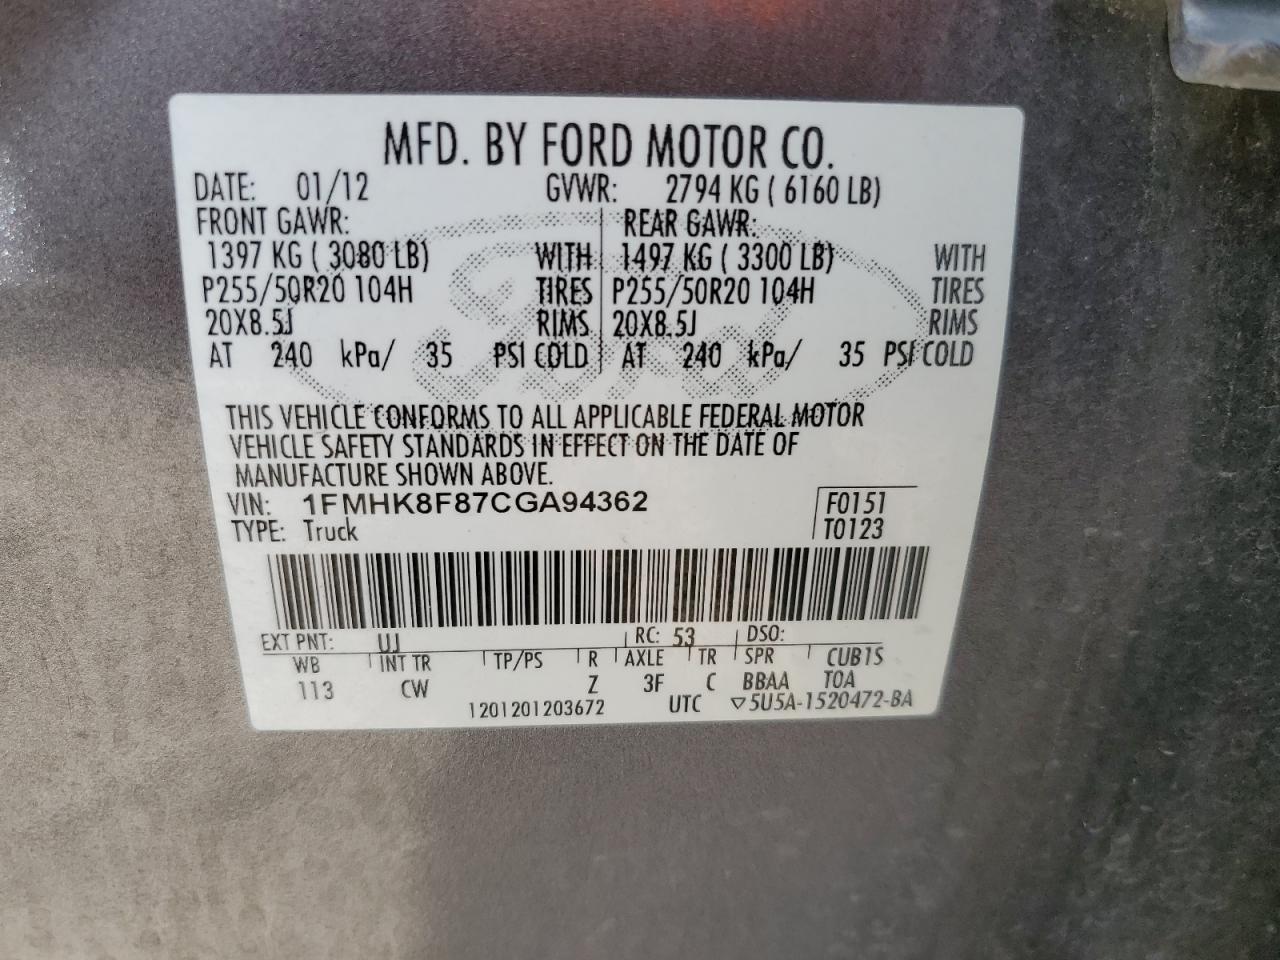 MFD. BY FORD MOTOR CO.
DATE: 01/12 GVWR: 2794 KG ( 6160 LB)
FRONT GAWR: REAR GAWR:
1397 KG ( 3080 LB) WITH 1497 KG ( 3300 LB) WITH
P255/50R20 104H TIRES P255/50R20 104H TIRES
20X8.5J RIMS 20X8.5J RIMS
AT 240 kPa/ 35 PSI COLD AT 240 kPa/ 35 PSI COLD
Ford
THIS VEHICLE CONFORMS TO ALL APPLICABLE FEDERAL MOTOR
VEHICLE SAFETY STANDARDS IN EFFECT ON THE DATE OF
MANUFACTURE SHOWN ABOVE.
VIN: 1FMHK8F87CGA94362 F0151
TYPE: Truck T0123
EXT PNT: UJ RC: 53 DSO:
WB INT TR TP/PS R AXLE TR SPR CUB1S
113 CW Z 3F C BBAA TOA
1201201203672 UTC ▽5U5A-1520472-BA